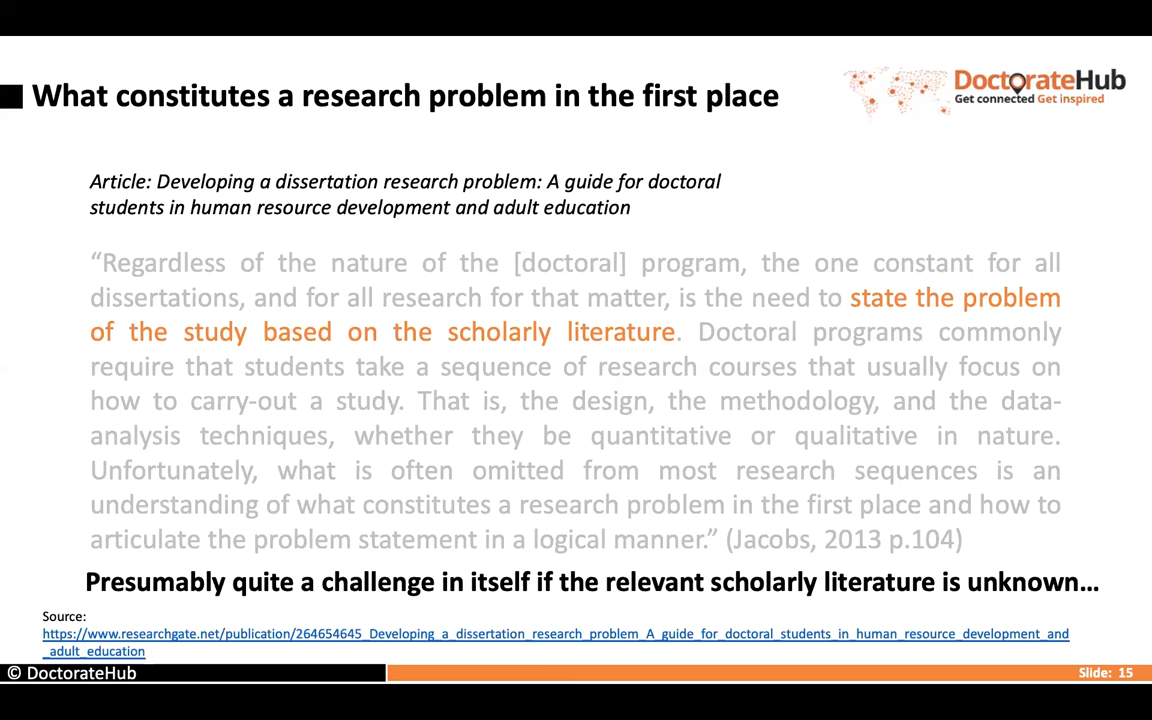 What constitutes a research problem in the first place
DoctorateHub
Get connected Get inspired
Article: Developing a dissertation research problem: A guide for doctoral
students in human resource development and adult education
“Regardless of the nature of the [doctoral] program, the one constant for all
dissertations, and for all research for that matter, is the need to state the problem
of the study based on the scholarly literature. Doctoral programs commonly
require that students take a sequence of research courses that usually focus on
how to carry-out a study. That is, the design, the methodology, and the data-
analysis techniques, whether they be quantitative or qualitative in nature.
Unfortunately, what is often omitted from most research sequences is an
understanding of what constitutes a research problem in the first place and how to
articulate the problem statement in a logical manner.” (Jacobs, 2013 p.104)
Presumably quite a challenge in itself if the relevant scholarly literature is unknown…
Source:
https://www.researchgate.net/publication/264654645_Developing_a_dissertation_research_problem_A_guide_for_doctoral_students_in_human_resource_development_and
_adult_education
© DoctorateHub
Slide: 15